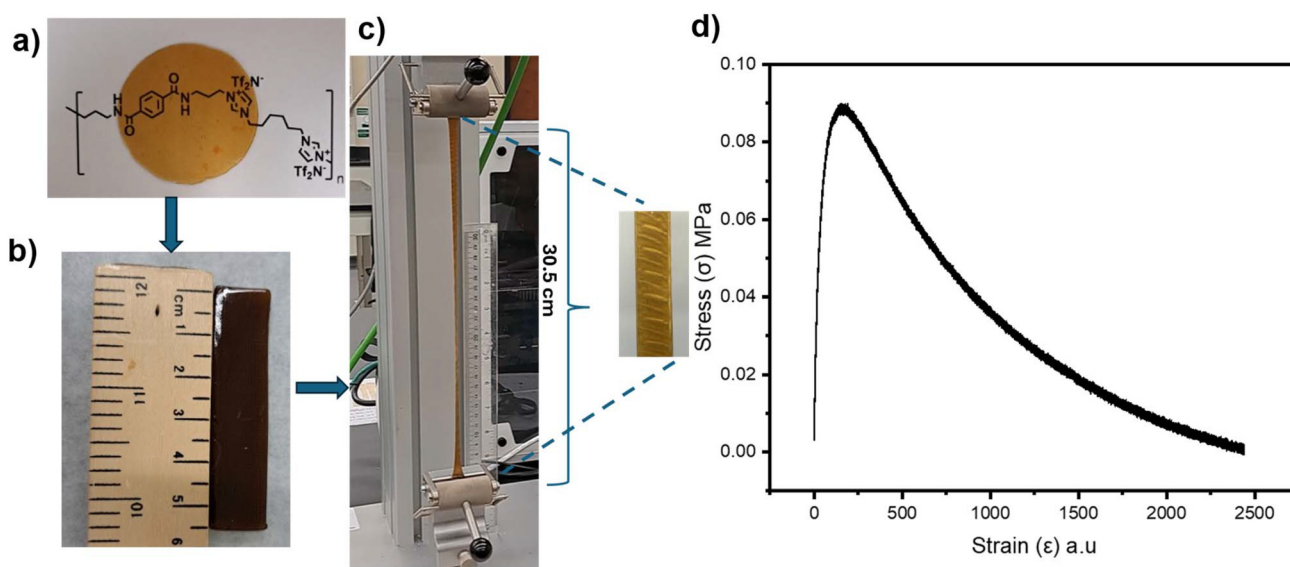 a)
O
H
N
N
H
O
Tf₂N⁻
N
+
N
N
N⁺
Tf₂N⁻
n
b)
cm 1
2
3
4
5
6
12
11
10
c)
30.5 cm
d)
Stress (σ) MPa
0.10
0.08
0.06
0.04
0.02
0.00
0
500
1000
1500
2000
2500
Strain (ε) a.u